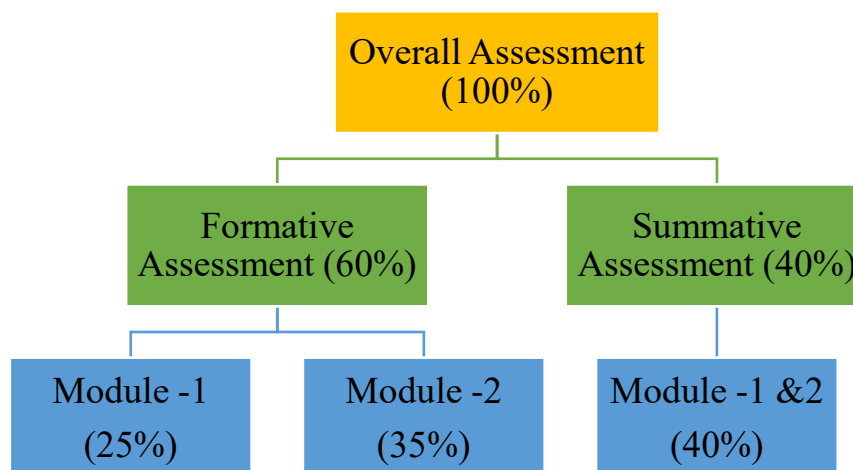 Overall Assessment
(100%)
Formative
Assessment (60%)
Summative
Assessment (40%)
Module -1
(25%)
Module -2
(35%)
Module -1 &2
(40%)